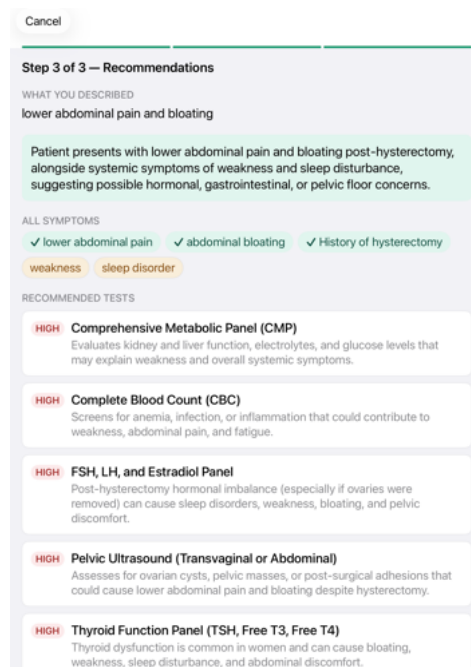 Cancel
Step 3 of 3 — Recommendations
WHAT YOU DESCRIBED
lower abdominal pain and bloating
Patient presents with lower abdominal pain and bloating post-hysterectomy,
alongside systemic symptoms of weakness and sleep disturbance,
suggesting possible hormonal, gastrointestinal, or pelvic floor concerns.
ALL SYMPTOMS
✓ lower abdominal pain ✓ abdominal bloating ✓ History of hysterectomy
weakness sleep disorder
RECOMMENDED TESTS
HIGH Comprehensive Metabolic Panel (CMP)
Evaluates kidney and liver function, electrolytes, and glucose levels that
may explain weakness and overall systemic symptoms.
HIGH Complete Blood Count (CBC)
Screens for anemia, infection, or inflammation that could contribute to
weakness, abdominal pain, and fatigue.
HIGH FSH, LH, and Estradiol Panel
Post-hysterectomy hormonal imbalance (especially if ovaries were
removed) can cause sleep disorders, weakness, bloating, and pelvic
discomfort.
HIGH Pelvic Ultrasound (Transvaginal or Abdominal)
Assesses for ovarian cysts, pelvic masses, or post-surgical adhesions that
could cause lower abdominal pain and bloating despite hysterectomy.
HIGH Thyroid Function Panel (TSH, Free T3, Free T4)
Thyroid dysfunction is common in women and can cause bloating,
weakness, sleep disturbance, and abdominal discomfort.